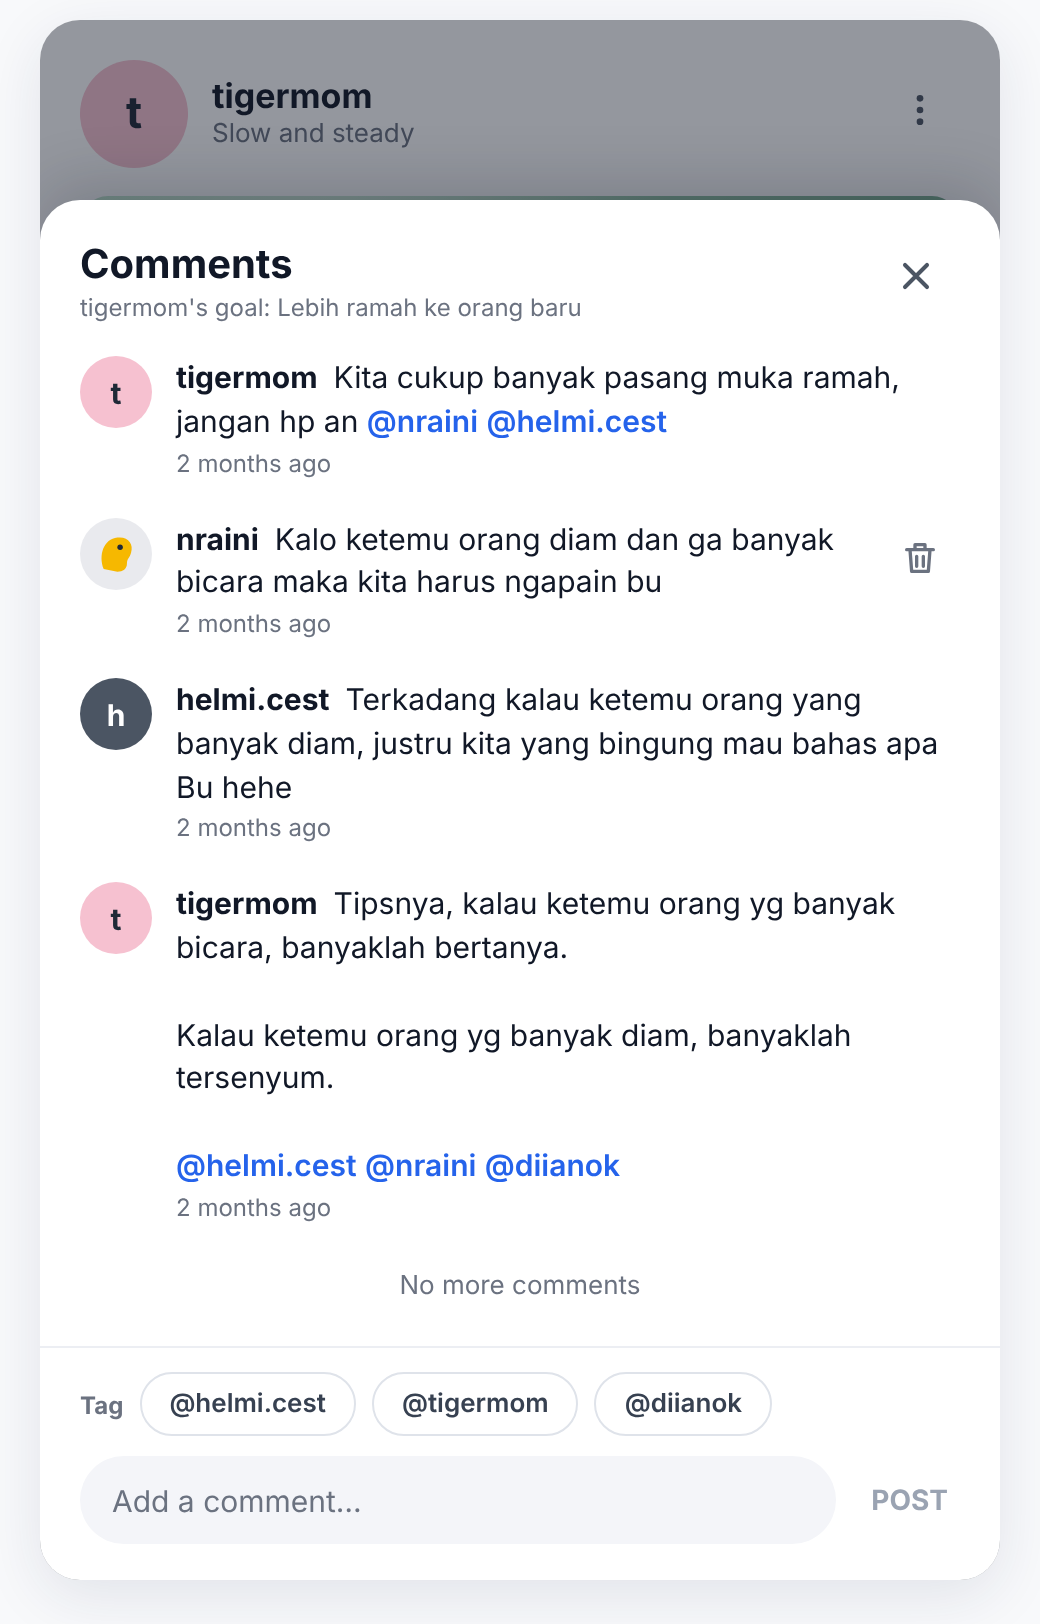 t
tigermom
Slow and steady
Comments
tigermom's goal: Lebih ramah ke orang baru
t
tigermom Kita cukup banyak pasang muka ramah,
jangan hp an @nraini @helmi.cest
2 months ago
nraini Kalo ketemu orang diam dan ga banyak
bicara maka kita harus ngapain bu
2 months ago
h
helmi.cest Terkadang kalau ketemu orang yang
banyak diam, justru kita yang bingung mau bahas apa
Bu hehe
2 months ago
t
tigermom Tipsnya, kalau ketemu orang yg banyak
bicara, banyaklah bertanya.
Kalau ketemu orang yg banyak diam, banyaklah
tersenyum.
@helmi.cest @nraini @diianok
2 months ago
No more comments
Tag @helmi.cest @tigermom @diianok
Add a comment...
POST